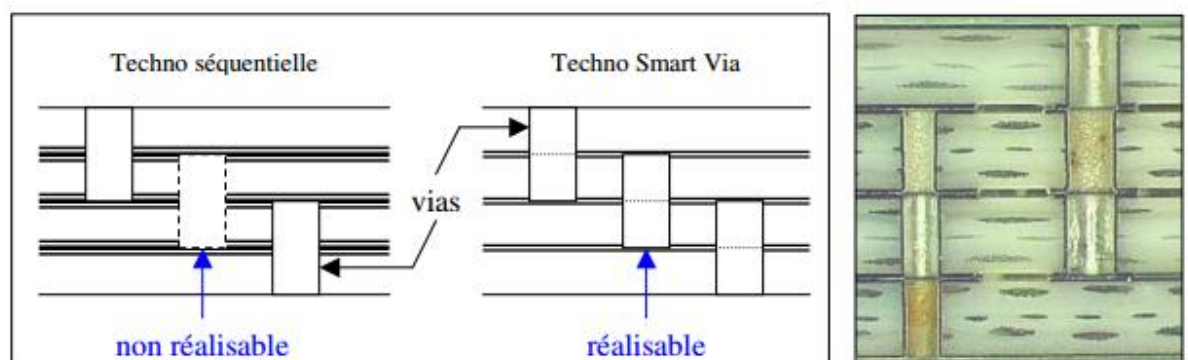 Techno séquentielle
Techno Smart Via
vias
non réalisable
réalisable